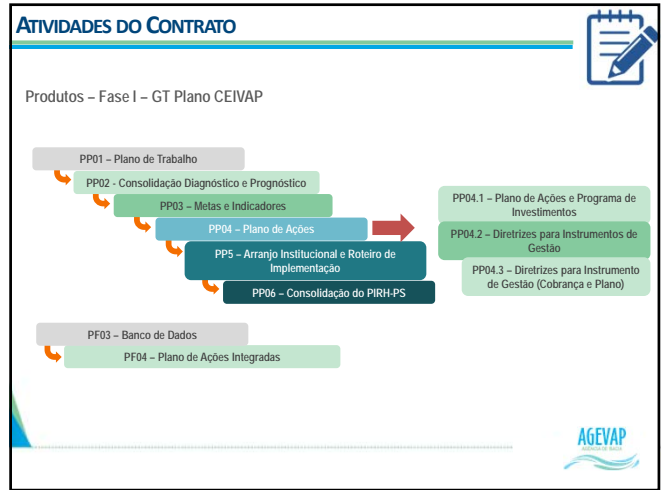 ATIVIDADES DO CONTRATO
Produtos – Fase I – GT Plano CEIVAP
PP01 – Plano de Trabalho
PP02 - Consolidação Diagnóstico e Prognóstico
PP03 – Metas e Indicadores
PP04 – Plano de Ações
PP5 – Arranjo Institucional e Roteiro de
Implementação
PP06 – Consolidação do PIRH-PS
PP04.1 – Plano de Ações e Programa de
Investimentos
PP04.2 – Diretrizes para Instrumentos de
Gestão
PP04.3 – Diretrizes para Instrumento
de Gestão (Cobrança e Plano)
PF03 – Banco de Dados
PF04 – Plano de Ações Integradas
AGEVAP
AGÊNCIA DE BACIA